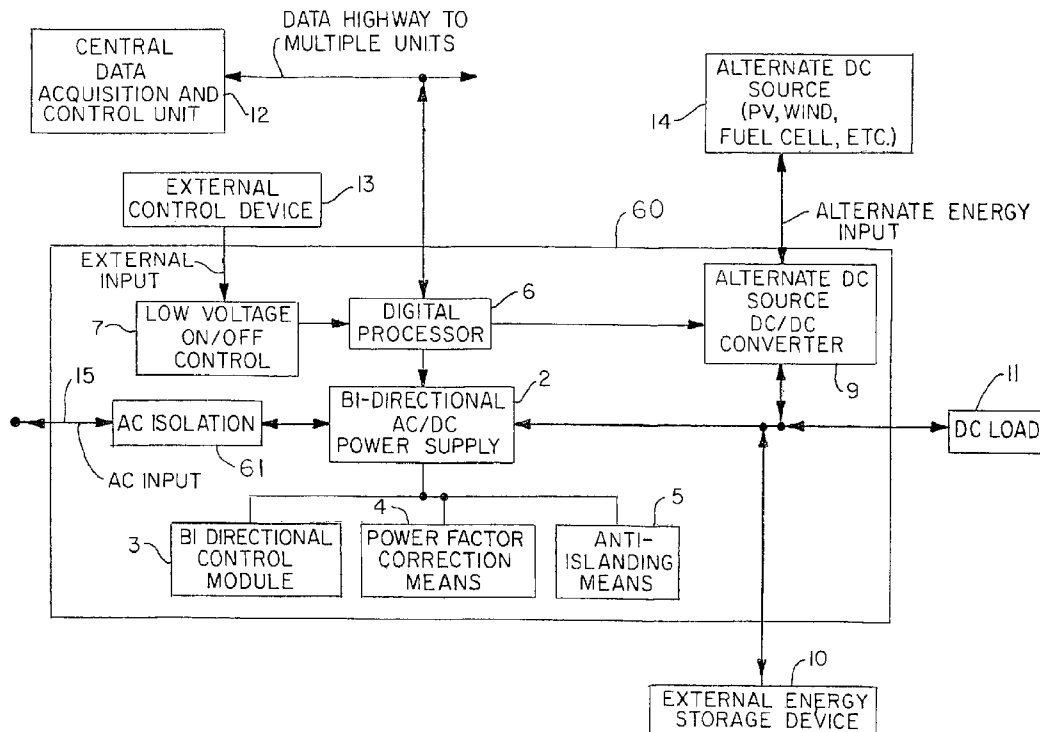 DATA HIGHWAY TO
MULTIPLE UNITS
CENTRAL
DATA
ACQUISITION AND
CONTROL UNIT
12
ALTERNATE DC
SOURCE
(PV, WIND,
FUEL CELL, ETC.)
14
EXTERNAL
CONTROL DEVICE
13
60
ALTERNATE ENERGY
INPUT
EXTERNAL
INPUT
LOW VOLTAGE
ON/OFF
CONTROL
7
DIGITAL
PROCESSOR
6
ALTERNATE DC
SOURCE
DC/DC
CONVERTER
9
15
AC INPUT
AC ISOLATION
61
BI-DIRECTIONAL
AC/DC
POWER SUPPLY
2
11
DC LOAD
3
BI DIRECTIONAL
CONTROL
MODULE
4
POWER FACTOR
CORRECTION
MEANS
5
ANTI-
ISLANDING
MEANS
10
EXTERNAL ENERGY
STORAGE DEVICE